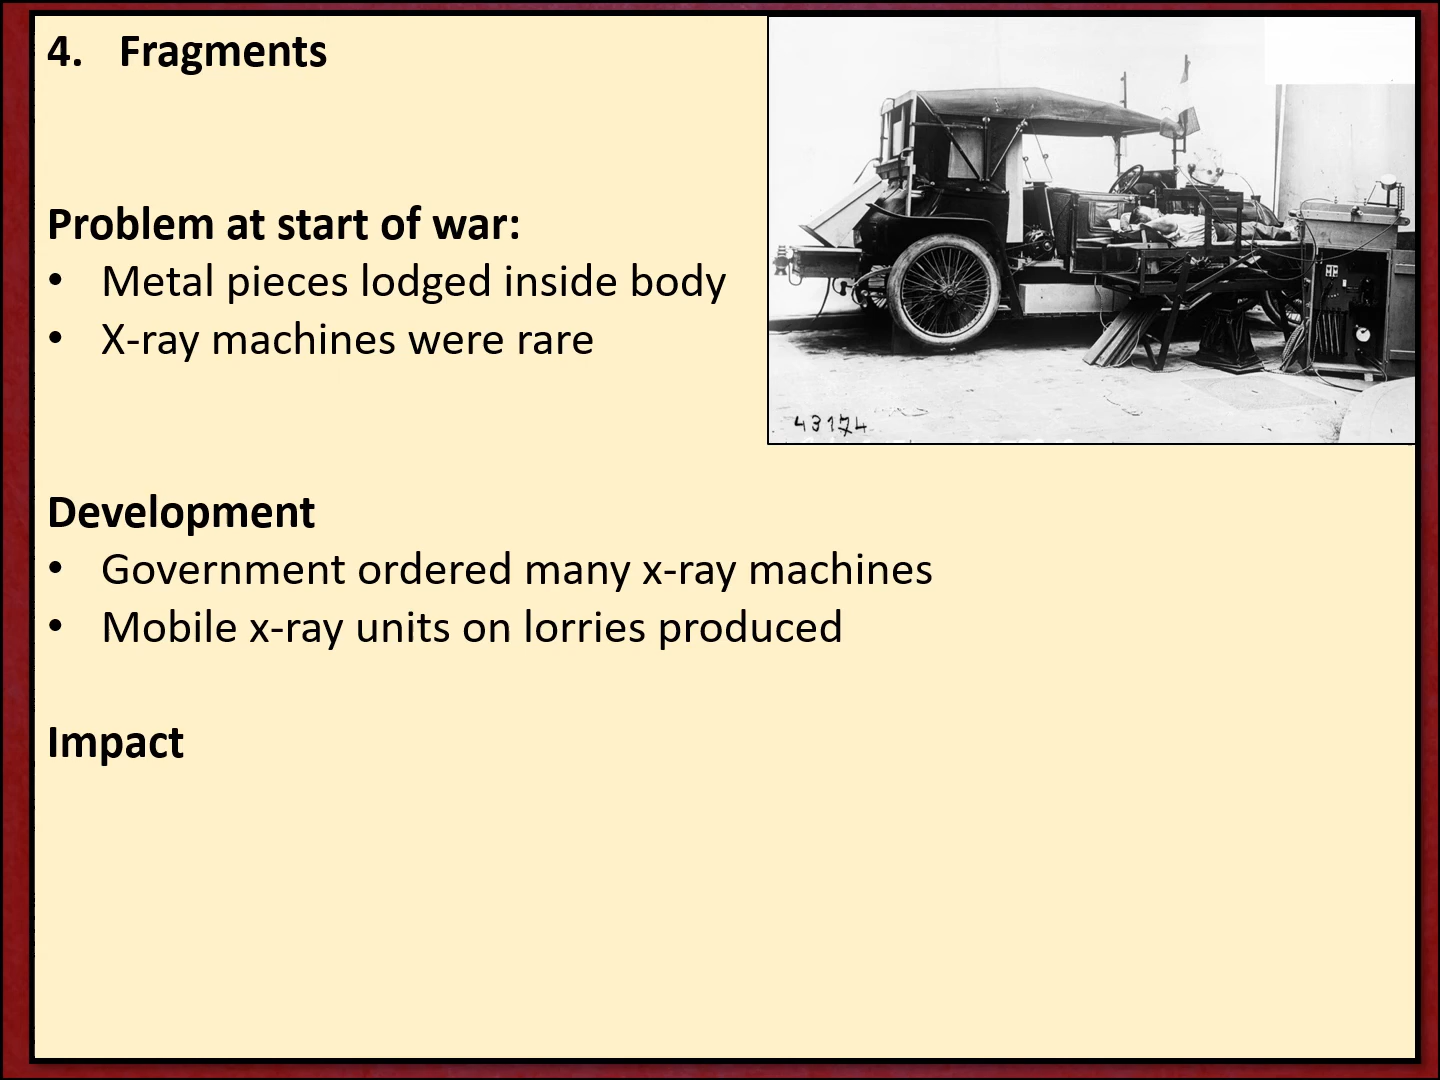 4. Fragments
Problem at start of war:
• Metal pieces lodged inside body
• X-ray machines were rare
43174
Development
• Government ordered many x-ray machines
• Mobile x-ray units on lorries produced
Impact